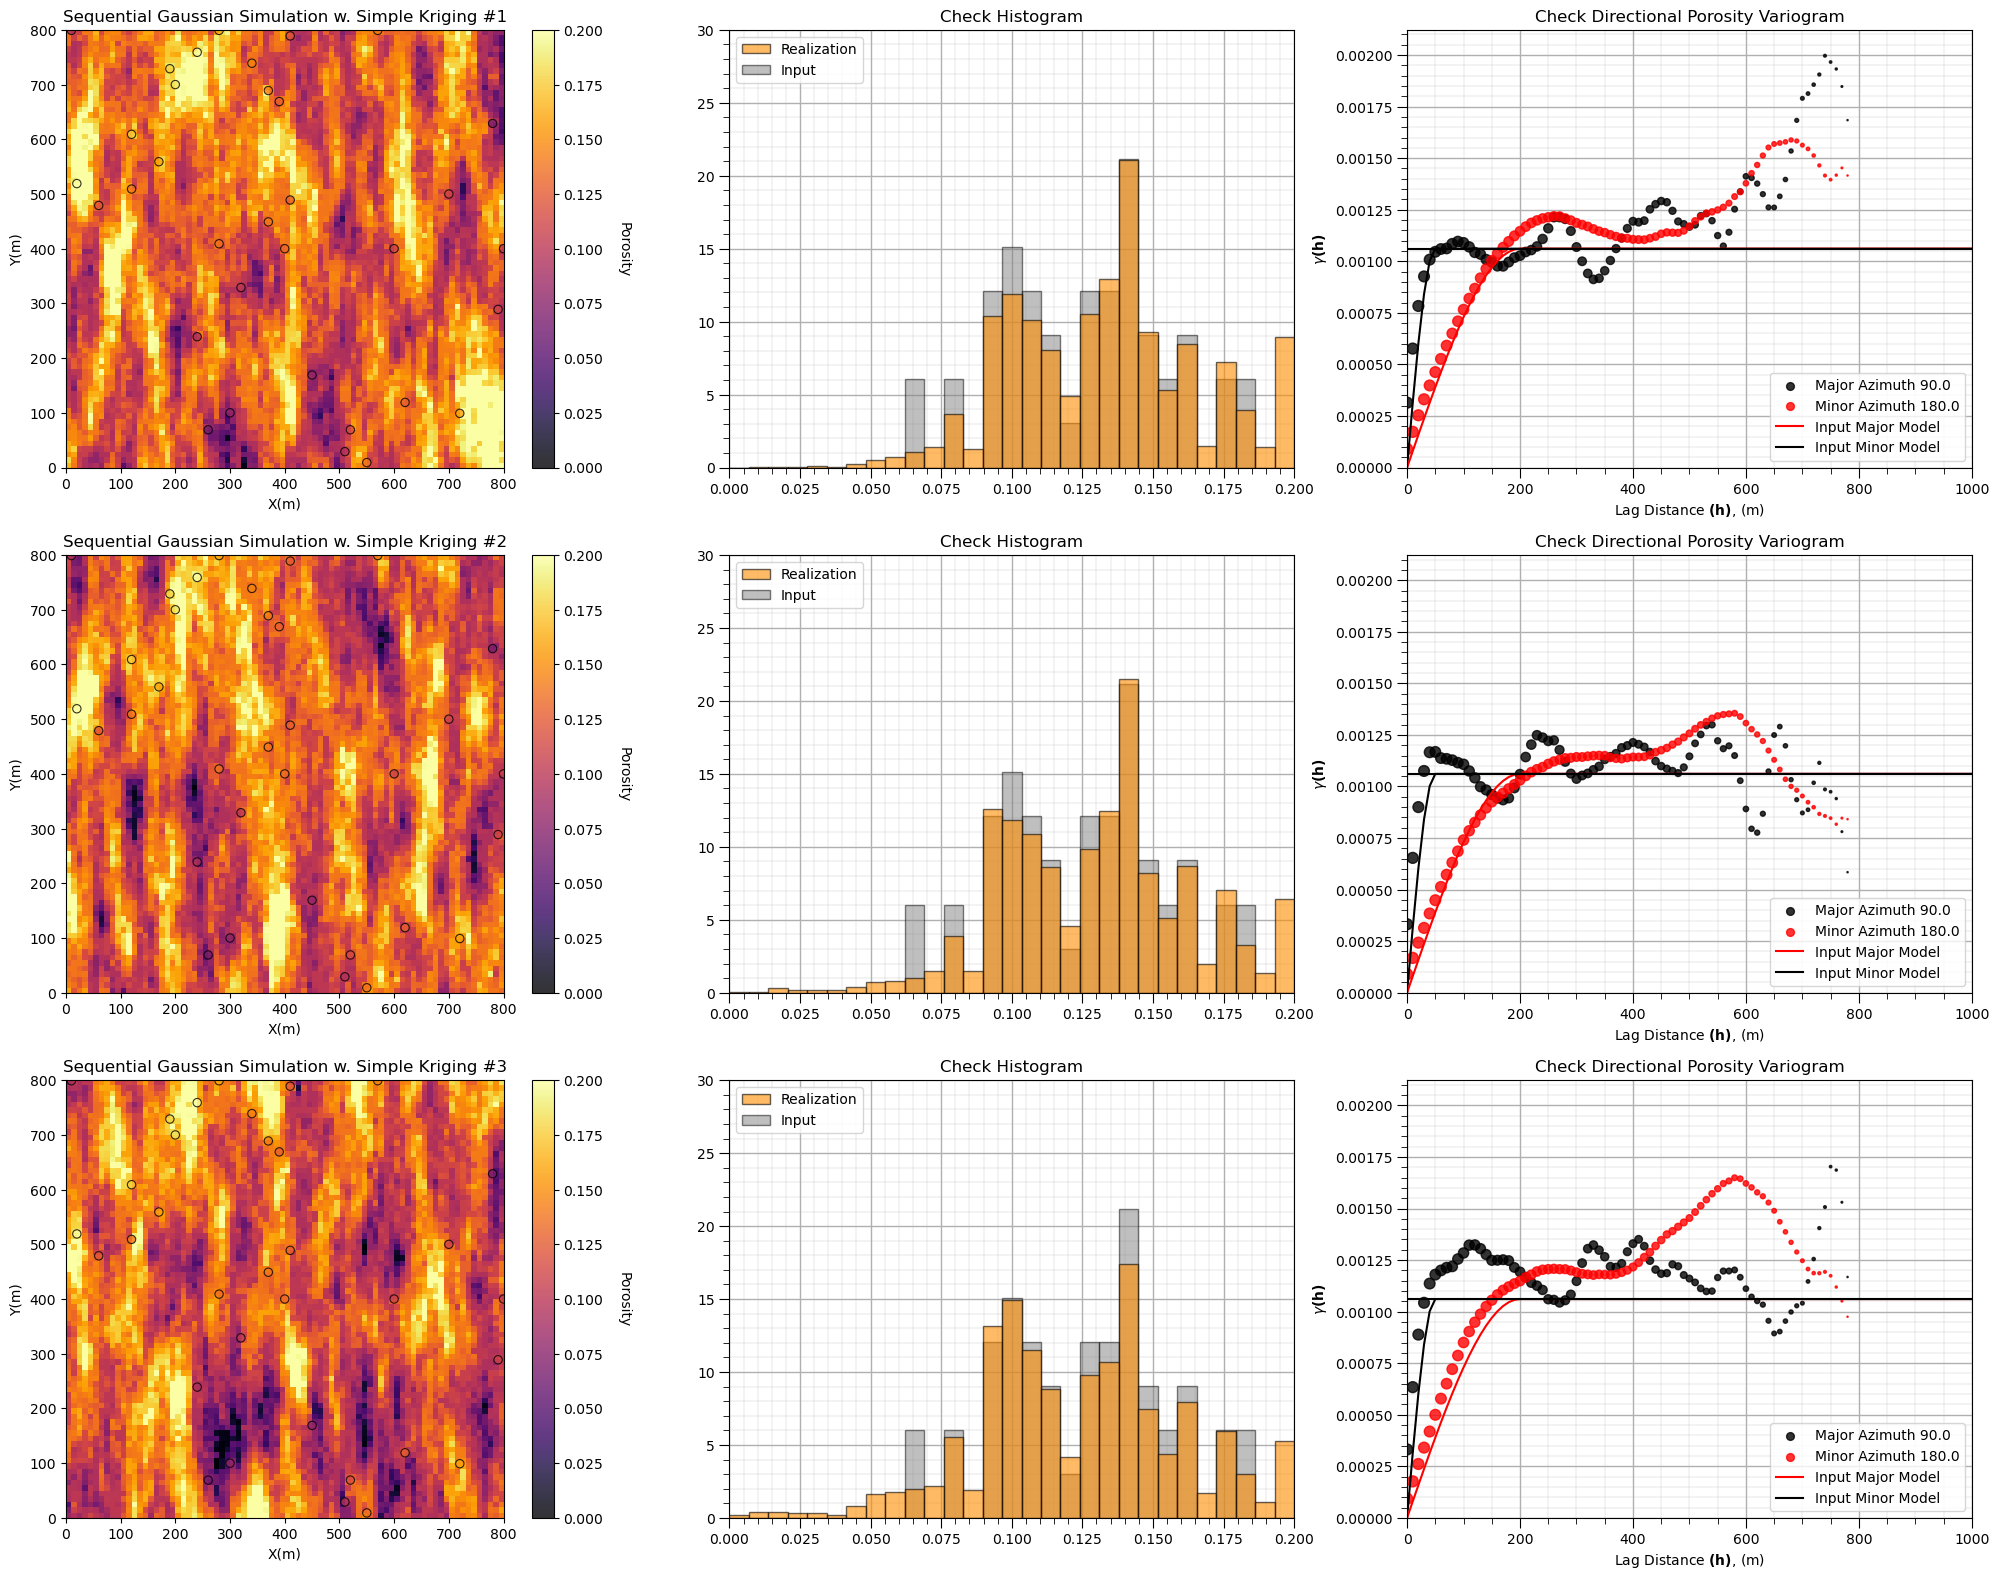 Sequential Gaussian Simulation w. Simple Kriging #1
Check Histogram
Check Directional Porosity Variogram
800
700
600
500
400
300
200
100
0
Y(m)
0 100 200 300 400 500 600 700 800
X(m)
0.200
0.175
0.150
0.125
0.100
0.075
0.050
0.025
0.000
Porosity
30
25
20
15
10
5
0
Realization
Input
0.000 0.025 0.050 0.075 0.100 0.125 0.150 0.175 0.200
0.00200
0.00175
0.00150
0.00125
0.00100
0.00075
0.00050
0.00025
0.00000
γ(h)
Major Azimuth 90.0
Minor Azimuth 180.0
Input Major Model
Input Minor Model
0 200 400 600 800 1000
Lag Distance (h), (m)
Sequential Gaussian Simulation w. Simple Kriging #2
Check Histogram
Check Directional Porosity Variogram
800
700
600
500
400
300
200
100
0
Y(m)
0 100 200 300 400 500 600 700 800
X(m)
0.200
0.175
0.150
0.125
0.100
0.075
0.050
0.025
0.000
Porosity
30
25
20
15
10
5
0
Realization
Input
0.000 0.025 0.050 0.075 0.100 0.125 0.150 0.175 0.200
0.00200
0.00175
0.00150
0.00125
0.00100
0.00075
0.00050
0.00025
0.00000
γ(h)
Major Azimuth 90.0
Minor Azimuth 180.0
Input Major Model
Input Minor Model
0 200 400 600 800 1000
Lag Distance (h), (m)
Sequential Gaussian Simulation w. Simple Kriging #3
Check Histogram
Check Directional Porosity Variogram
800
700
600
500
400
300
200
100
0
Y(m)
0 100 200 300 400 500 600 700 800
X(m)
0.200
0.175
0.150
0.125
0.100
0.075
0.050
0.025
0.000
Porosity
30
25
20
15
10
5
0
Realization
Input
0.000 0.025 0.050 0.075 0.100 0.125 0.150 0.175 0.200
0.00200
0.00175
0.00150
0.00125
0.00100
0.00075
0.00050
0.00025
0.00000
γ(h)
Major Azimuth 90.0
Minor Azimuth 180.0
Input Major Model
Input Minor Model
0 200 400 600 800 1000
Lag Distance (h), (m)